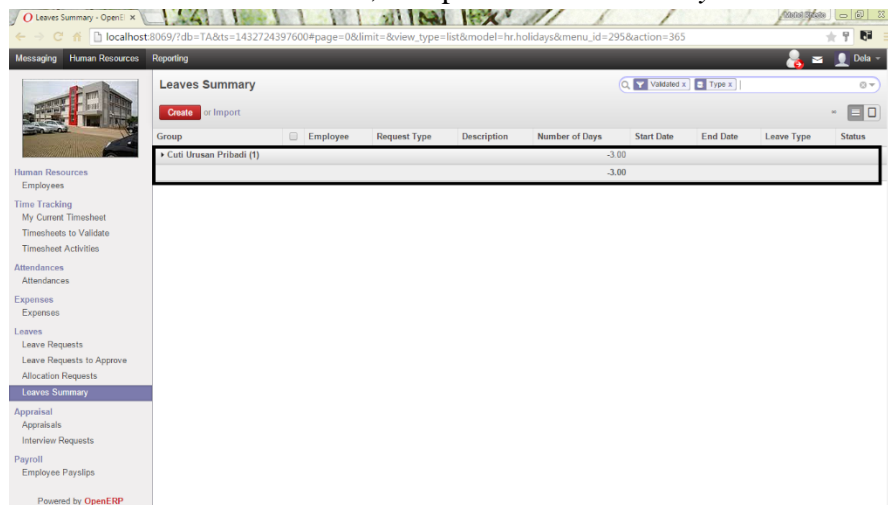 Leaves Summary - Open
localhost:8069/?db=TA&ts=1432724397600#page=0&limit=&view_type=list&model=hr.holidays&menu_id=295&action=365
Messaging Human Resources Reporting Dela
Leaves Summary
Validated x Type x
Create or Import
Group Employee Request Type Description Number of Days Start Date End Date Leave Type Status
Cuti Urusan Pribadi (1) -3.00
-3.00
Human Resources
Employees
Time Tracking
My Current Timesheet
Timesheets to Validate
Timesheet Activities
Attendances
Attendances
Expenses
Expenses
Leaves
Leave Requests
Leave Requests to Approve
Allocation Requests
Leaves Summary
Appraisal
Appraisals
Interview Requests
Payroll
Employee Payslips
Powered by OpenERP